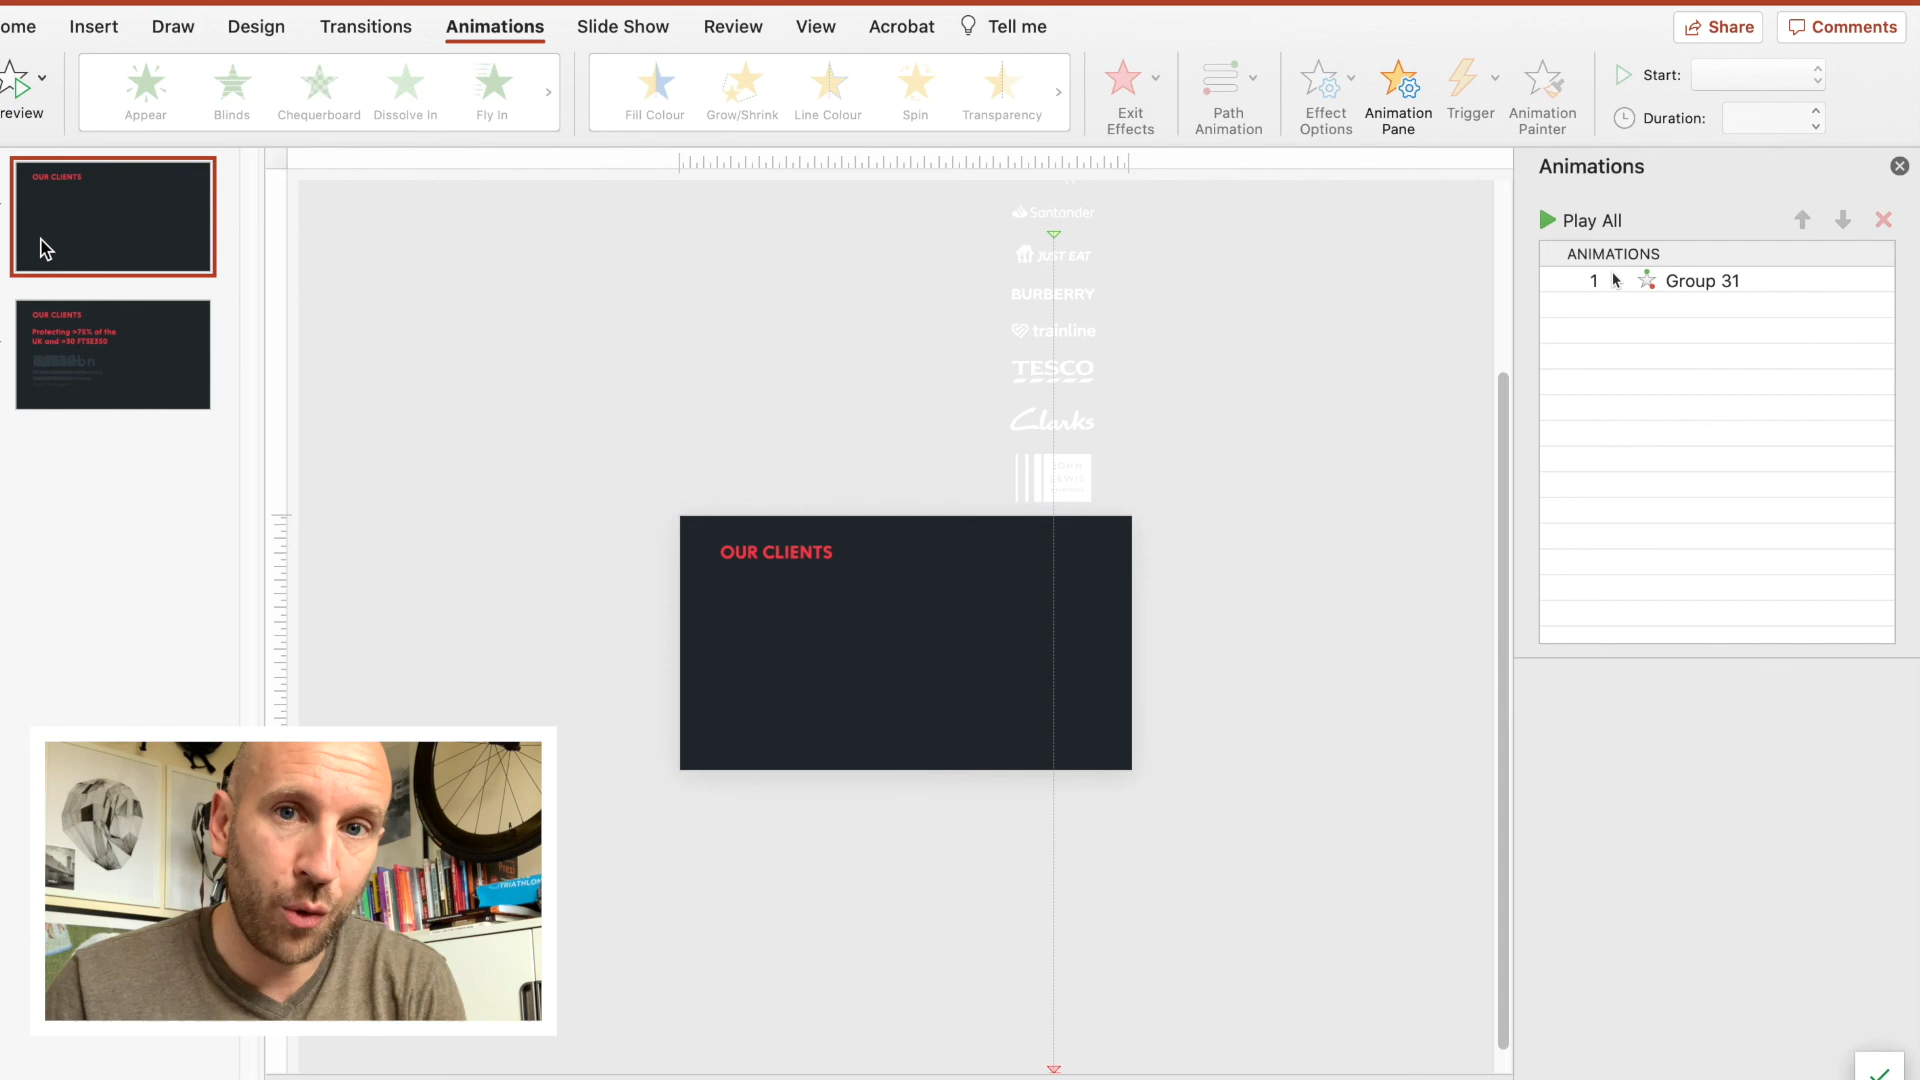 ome Insert Draw Design Transitions Animations Slide Show Review View Acrobat Tell me Share Comments
review Appear Blinds Chequerboard Dissolve In Fly In Fill Colour Grow/Shrink Line Colour Spin Transparency
Exit Effects Path Animation Effect Options Animation Pane Trigger Animation Painter
Start:
Duration:
OUR CLIENTS
OUR CLIENTS
Protecting >75% of the
UK and >30 FTSE350
Santander
JUST EAT
BURBERRY
trainline
TESCO
Clarks
JOHN
LEWIS
OUR CLIENTS
Animations
Play All
ANIMATIONS
1 Group 31
TRIATHLON